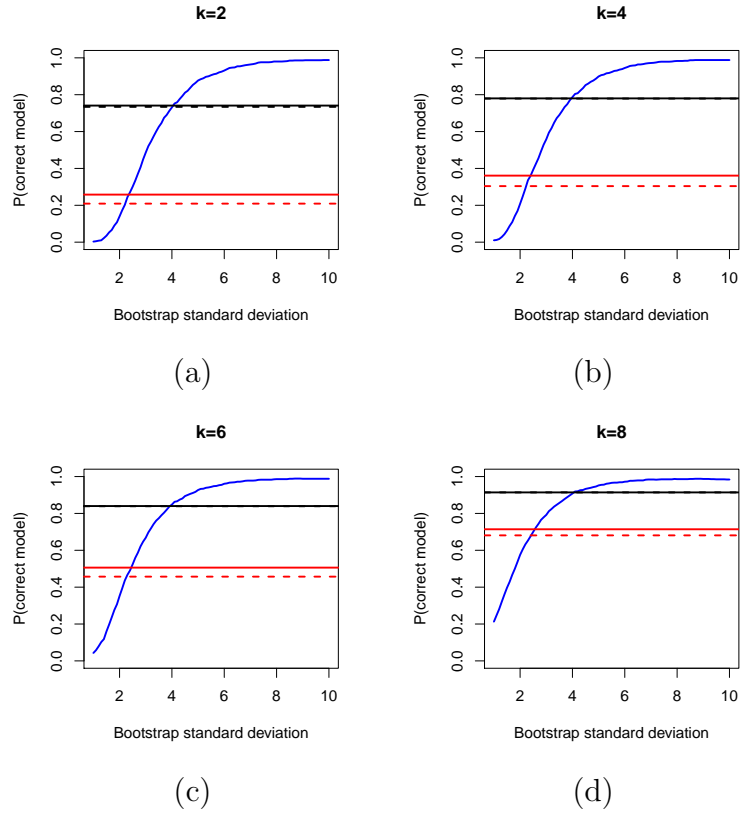 k=2
P(correct model)
0.0 0.2 0.4 0.6 0.8 1.0
2 4 6 8 10
Bootstrap standard deviation
(a)
k=4
P(correct model)
0.0 0.2 0.4 0.6 0.8 1.0
2 4 6 8 10
Bootstrap standard deviation
(b)
k=6
P(correct model)
0.0 0.2 0.4 0.6 0.8 1.0
2 4 6 8 10
Bootstrap standard deviation
(c)
k=8
P(correct model)
0.0 0.2 0.4 0.6 0.8 1.0
2 4 6 8 10
Bootstrap standard deviation
(d)